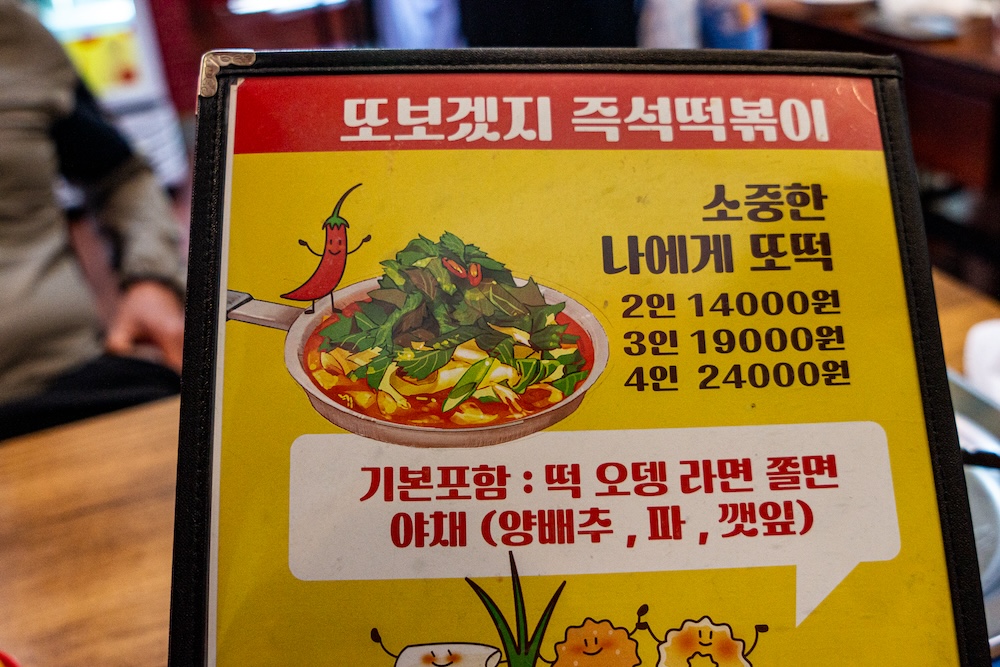 또보겠지 즉석떡볶이
소중한
나에게 또떡
2인 14000원
3인 19000원
4인 24000원
기본포함 : 떡 오뎅 라면 쫄면
야채 (양배추 , 파 , 깻잎)